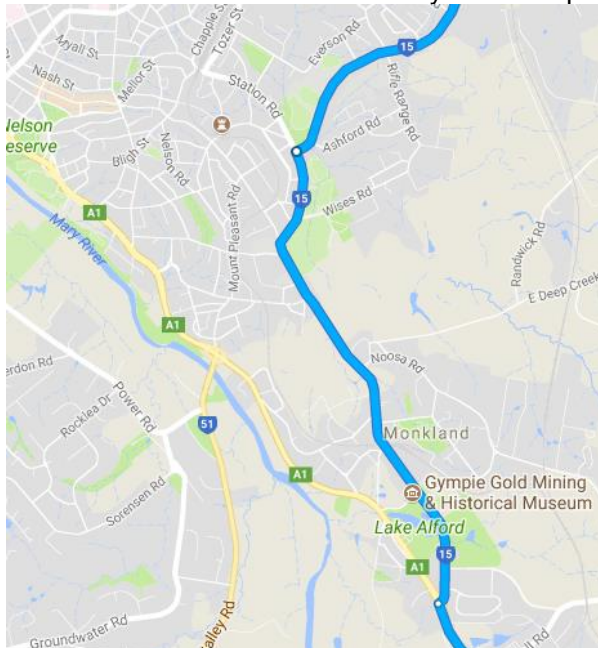 Myall St
Chapple St
Tozer St
Everson Rd
15
Nash St
Mellor St
Station Rd
Rifle Range Rd
Nelson
eserve
Bligh St
Nelson Rd
Ashford Rd
15
Wises Rd
A1
Mary River
Mount Pleasant Rd
Randwick Rd
E Deep Creek
A1
Noosa Rd
erdon Rd
Rocklea Dr
Power Rd
51
Monkland
Sorensen Rd
A1
Gympie Gold Mining
& Historical Museum
Lake Alford
15
A1
Groundwater Rd
alley Rd
ll Rd